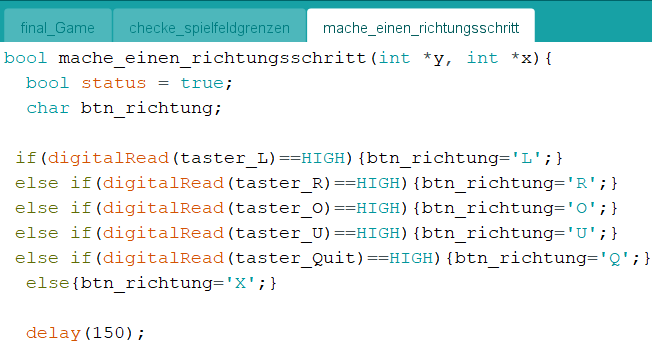 final_Game checke_spielfeldgrenzen mache_einen_richtungsschritt
bool mache_einen_richtungsschritt(int *y, int *x){
bool status = true;
char btn_richtung;
if(digitalRead(taster_L)==HIGH){btn_richtung='L';}
else if(digitalRead(taster_R)==HIGH){btn_richtung='R';}
else if(digitalRead(taster_O)==HIGH){btn_richtung='O';}
else if(digitalRead(taster_U)==HIGH){btn_richtung='U';}
else if(digitalRead(taster_Quit)==HIGH){btn_richtung='Q';}
else{btn_richtung='X';}
delay(150);